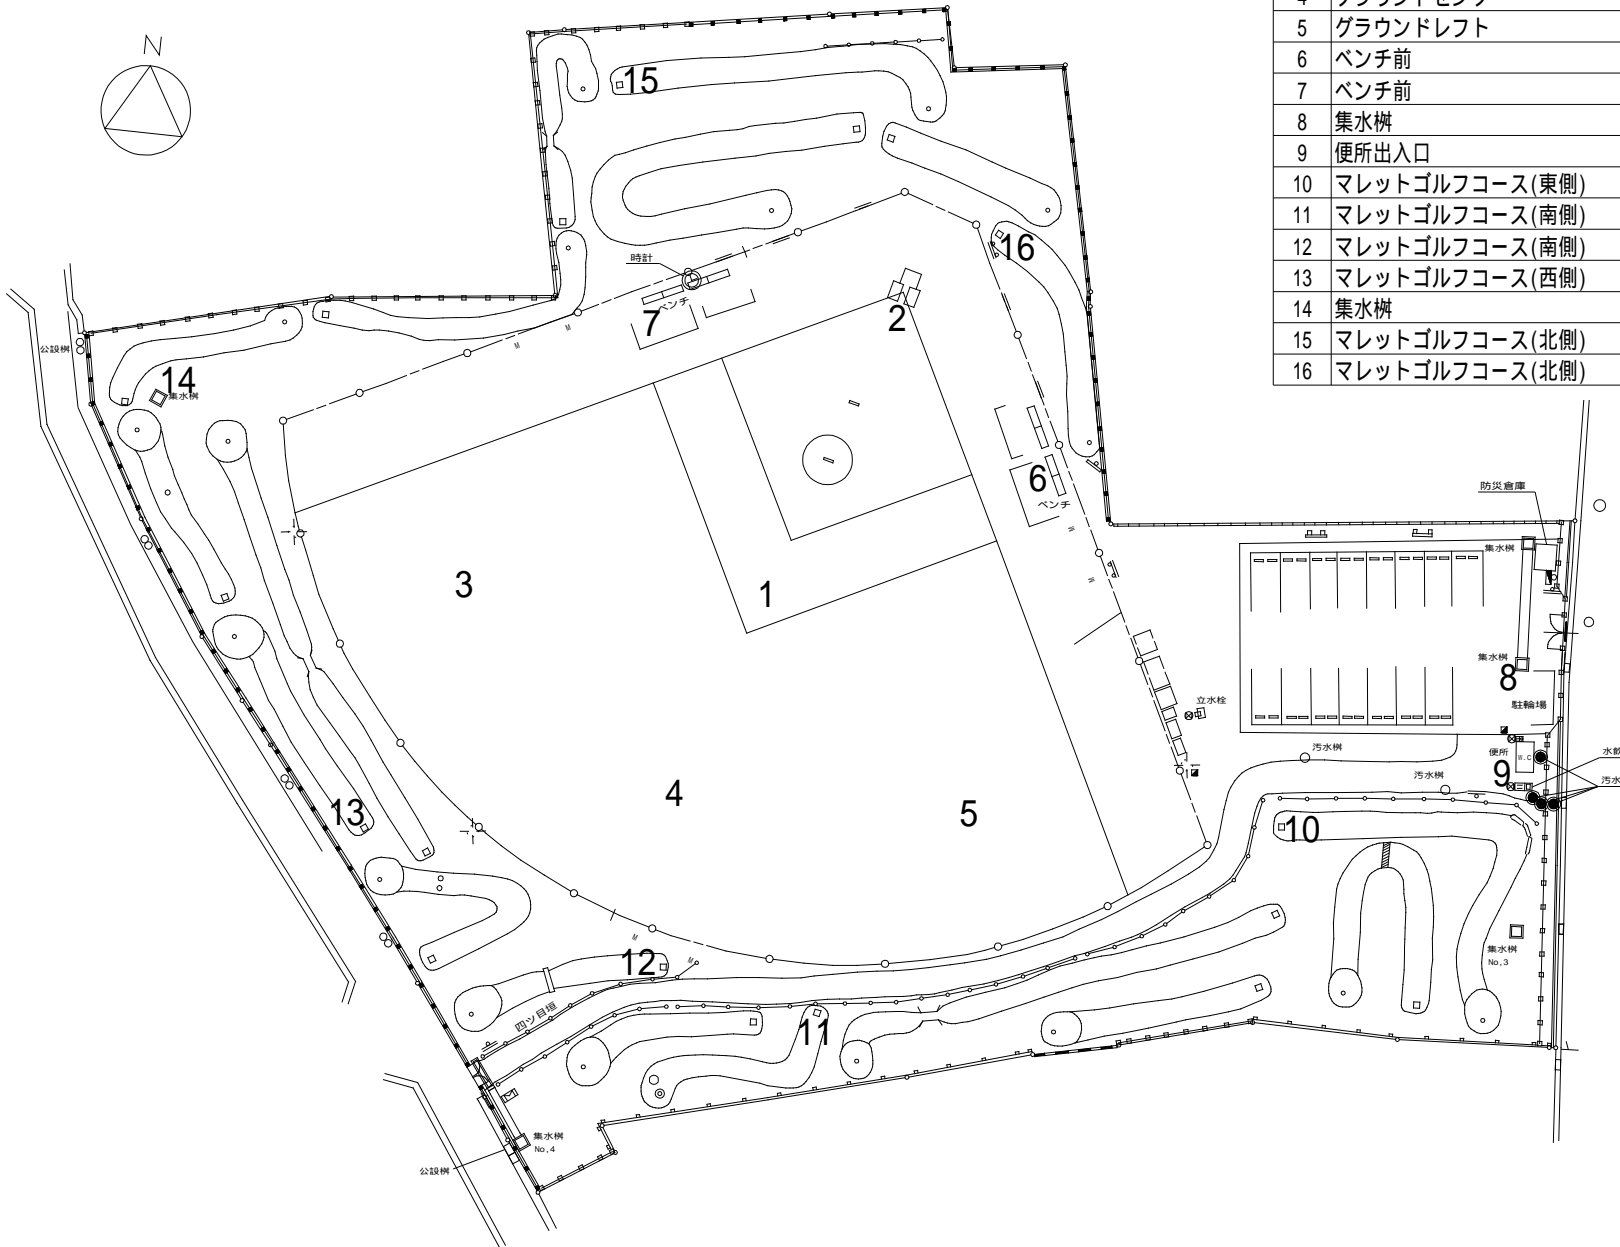 4 グラウンドセンター
5 グラウンドレフト
6 ベンチ前
7 ベンチ前
8 集水桝
9 便所出入口
10 マレットゴルフコース(東側)
11 マレットゴルフコース(南側)
12 マレットゴルフコース(南側)
13 マレットゴルフコース(西側)
14 集水桝
15 マレットゴルフコース(北側)
16 マレットゴルフコース(北側)
N
15
16
時計
ベンチ
7
2
公設桝
14
集水桝
6
ベンチ
防災倉庫
集水桝
3
1
集水桝
8
駐輪場
立水栓
汚水桝
便所
W.C
水飲
9
汚水桝
汚水
4
5
13
10
集水桝
No,3
12
四ツ目垣
11
集水桝
No,4
公設桝